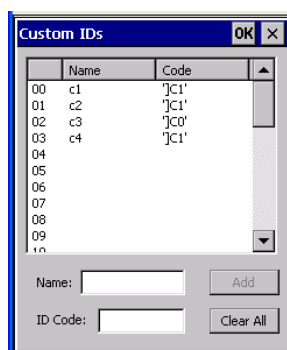 Custom IDs OK ×
Name Code
00 c1 ']C1'
01 c2 ']C1'
02 c3 ']C0'
03 c4 ']C1'
04
05
06
07
08
09
10
Name: Add
ID Code: Clear All